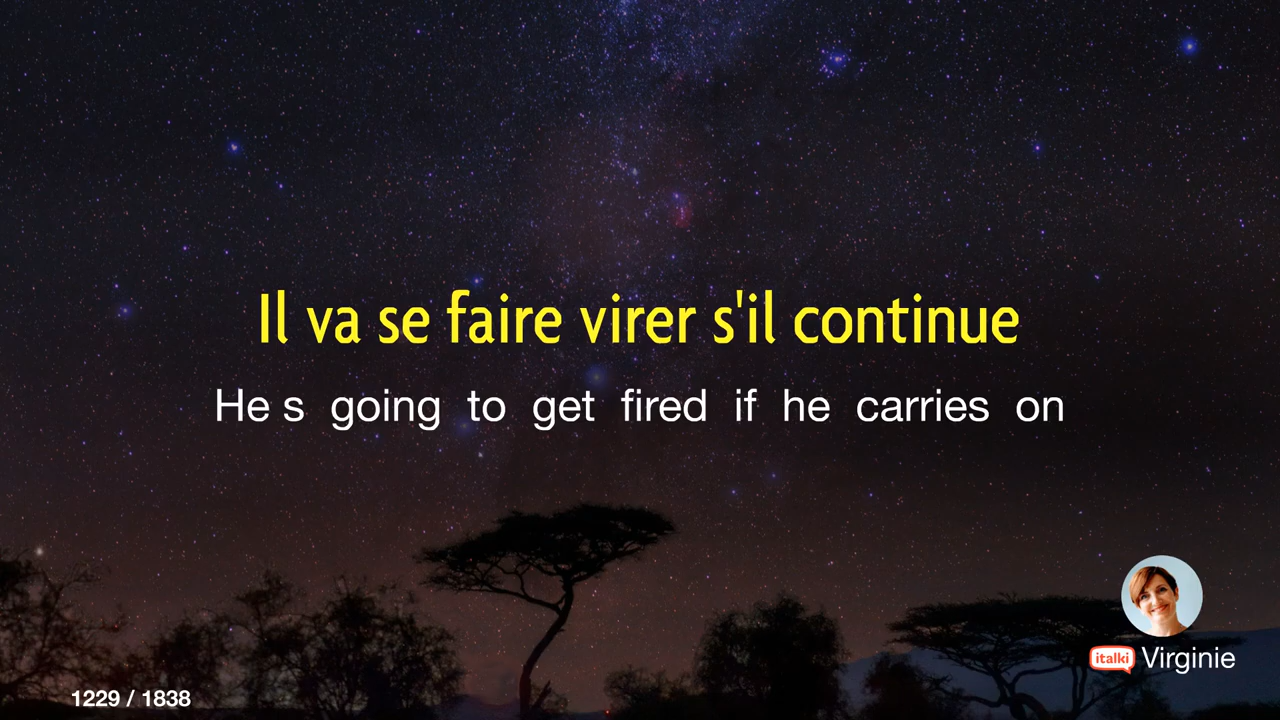 Il va se faire virer s'il continue
He s going to get fired if he carries on
italki Virginie
1229 / 1838